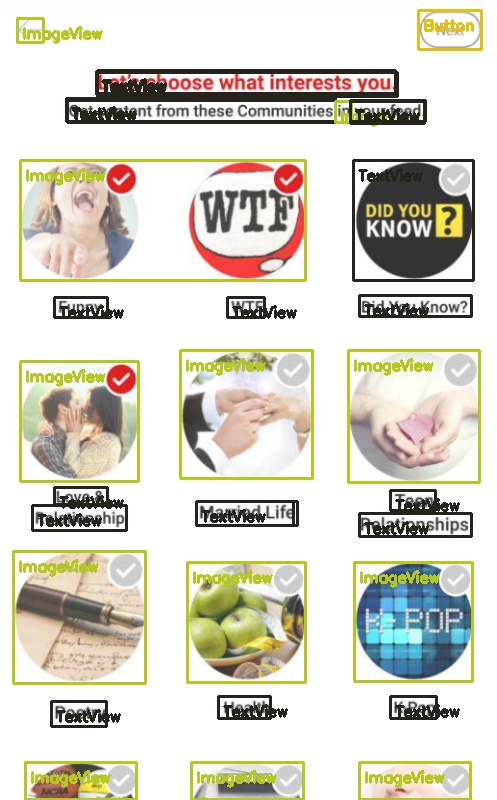 ImageView
Button
Next
Let's choose what interests you.
TextView
Get content from these Communities in your feed
TextView
TextView
ImageView
WTF
TextView
DID YOU KNOW ?
Funny
TextView
WTF
TextView
Did You Know?
TextView
ImageView
ImageView
ImageView
Love &
TextView
Relationship
TextView
Married Life
TextView
Teen
TextView
Relationships
TextView
ImageView
ImageView
ImageView
K-POP
Poetry
TextView
Health
TextView
K-Pop
TextView
ImageView
ImageView
ImageView
NCAA